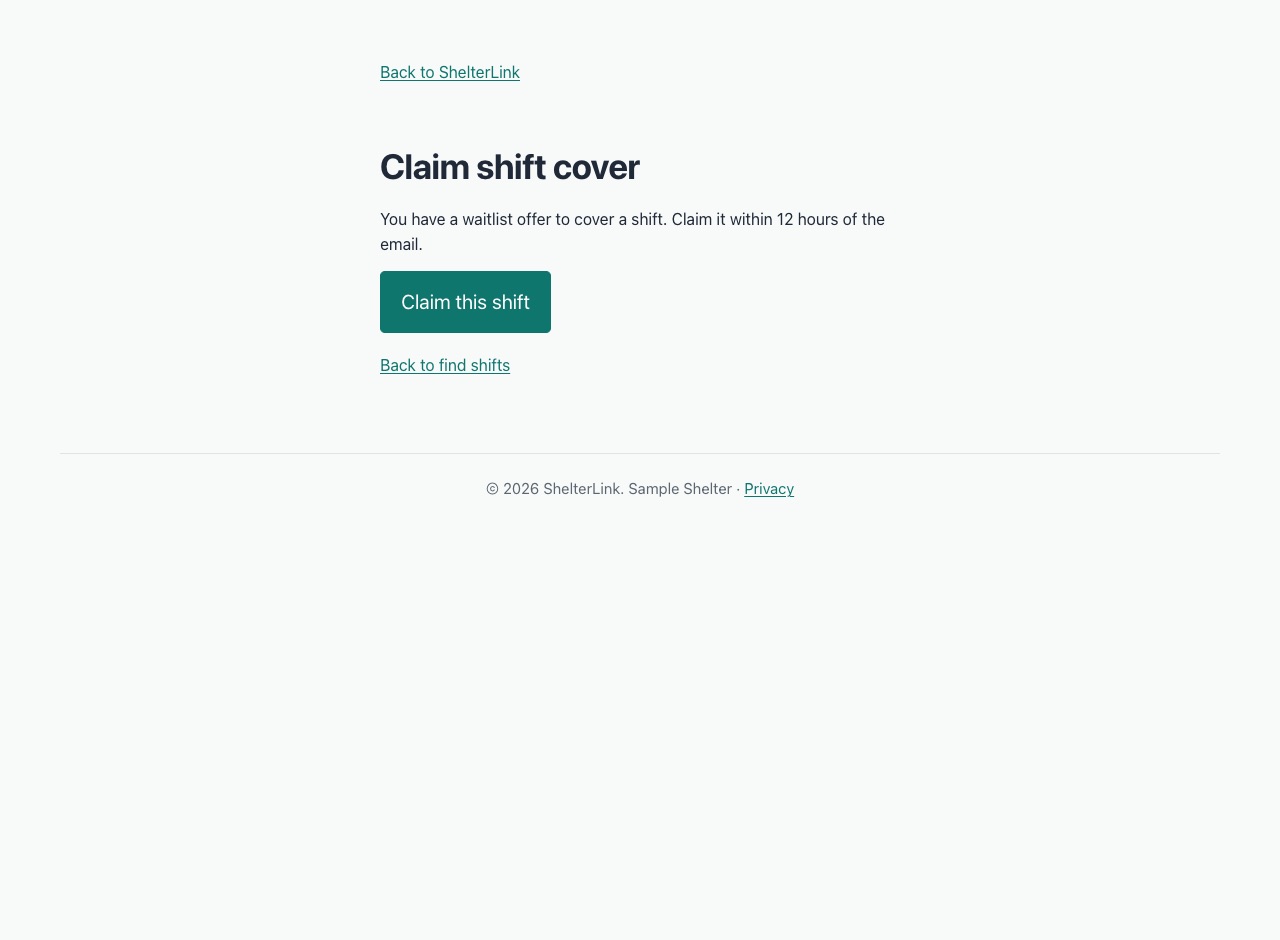 Back to ShelterLink
Claim shift cover
You have a waitlist offer to cover a shift. Claim it within 12 hours of the
email.
Claim this shift
Back to find shifts
© 2026 ShelterLink. Sample Shelter · Privacy